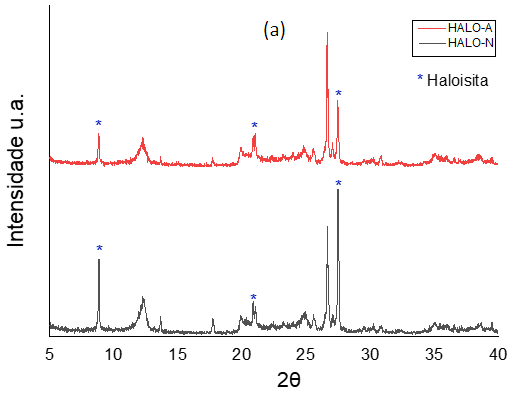 (a)
HALO-A
HALO-N
* Haloisita
Intensidade u.a.
* * * *
* * *
5 10 15 20 25 30 35 40
2θ